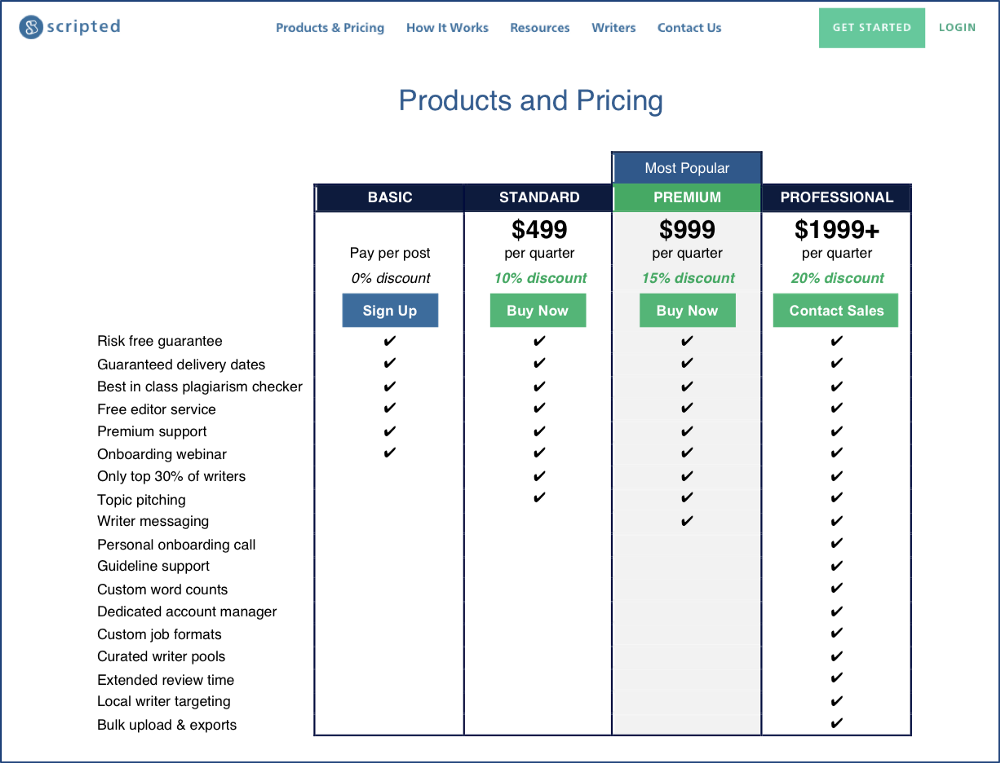 scripted Products & Pricing How It Works Resources Writers Contact Us GET STARTED LOGIN
Products and Pricing
Most Popular
BASIC STANDARD PREMIUM PROFESSIONAL
$499 $999 $1999+
Pay per post per quarter per quarter per quarter
0% discount 10% discount 15% discount 20% discount
Sign Up Buy Now Buy Now Contact Sales
Risk free guarantee ✔ ✔ ✔ ✔
Guaranteed delivery dates ✔ ✔ ✔ ✔
Best in class plagiarism checker ✔ ✔ ✔ ✔
Free editor service ✔ ✔ ✔ ✔
Premium support ✔ ✔ ✔ ✔
Onboarding webinar ✔ ✔ ✔ ✔
Only top 30% of writers ✔ ✔ ✔
Topic pitching ✔ ✔ ✔
Writer messaging ✔ ✔
Personal onboarding call ✔
Guideline support ✔
Custom word counts ✔
Dedicated account manager ✔
Custom job formats ✔
Curated writer pools ✔
Extended review time ✔
Local writer targeting ✔
Bulk upload & exports ✔